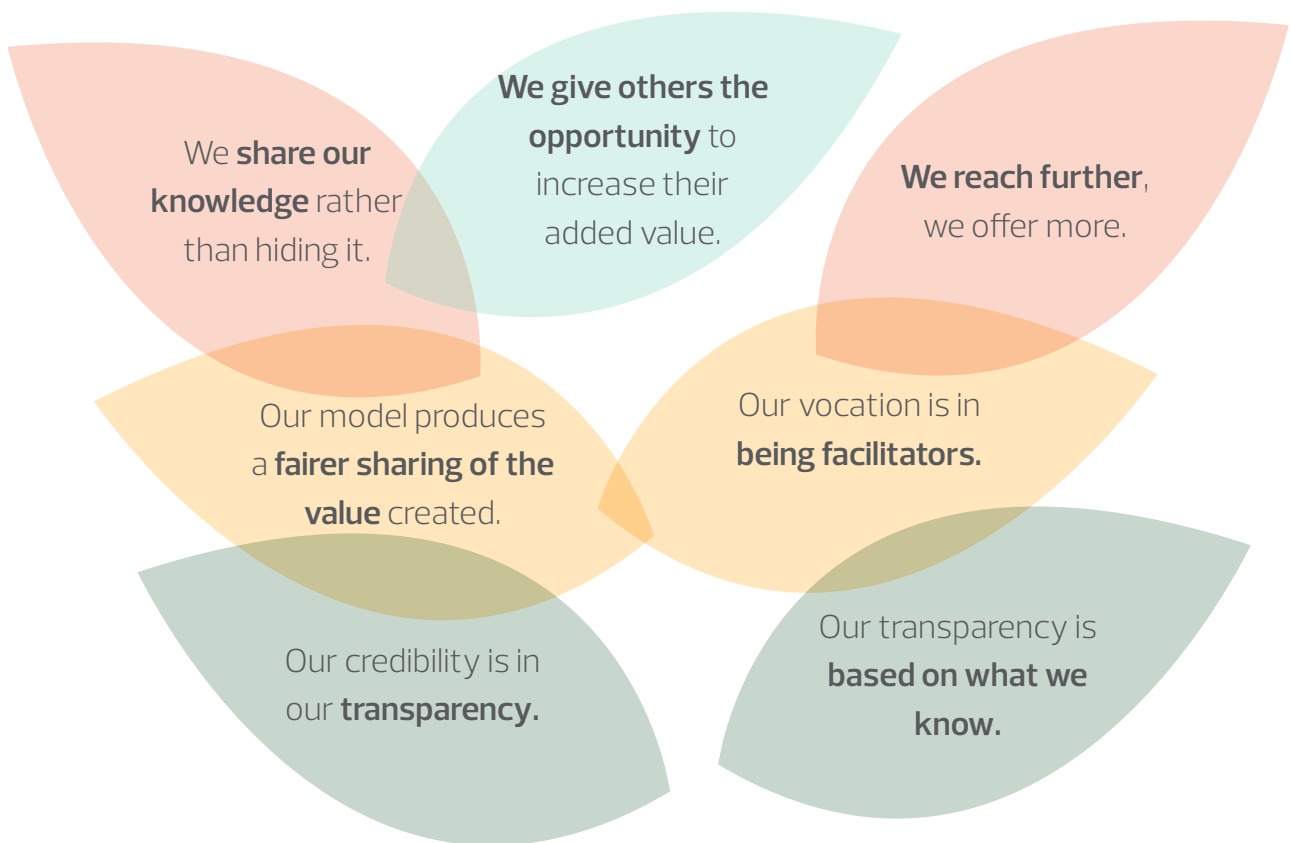 We share our
knowledge rather
than hiding it.
We give others the
opportunity to
increase their
added value.
We reach further,
we offer more.
Our model produces
a fairer sharing of the
value created.
Our vocation is in
being facilitators.
Our credibility is in
our transparency.
Our transparency is
based on what we
know.